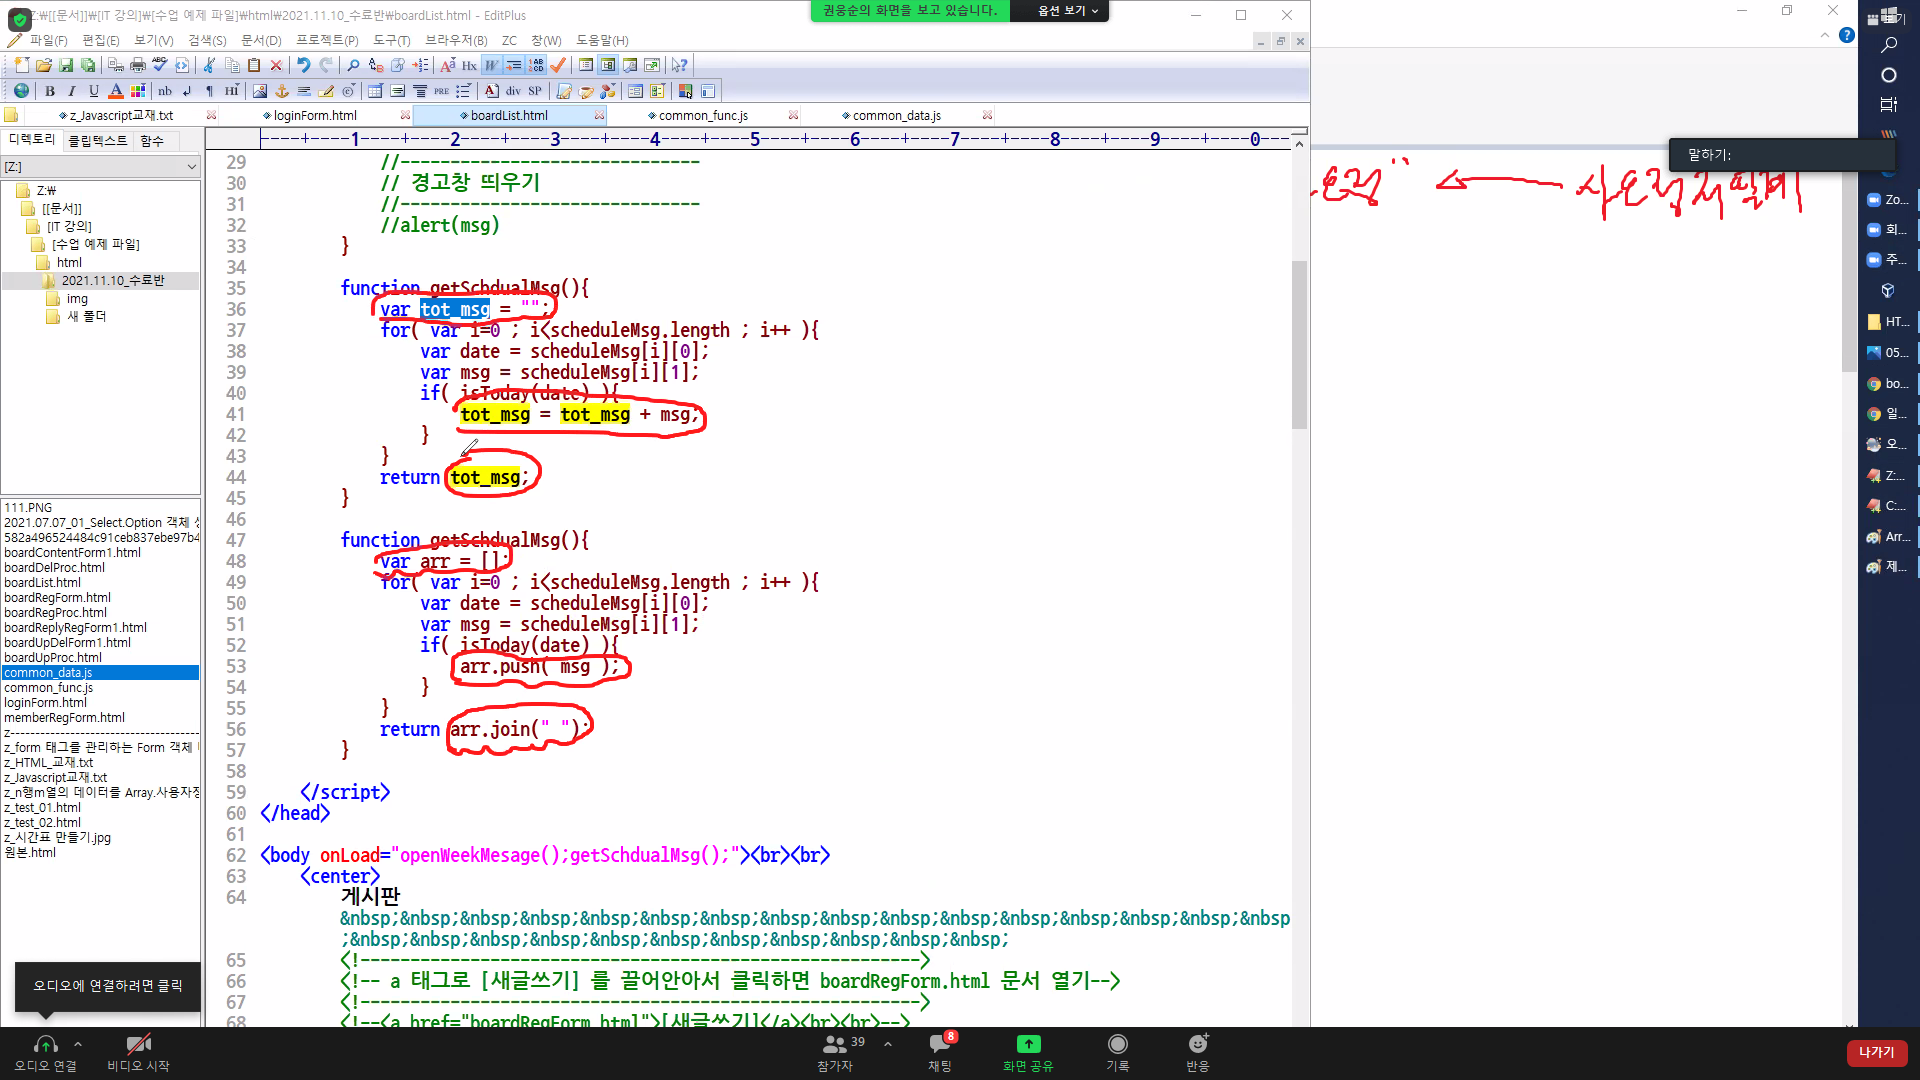 Z:₩[[문서]]₩[IT 강의]₩[수업 예제 파일]₩html₩2021.11.10_수료반₩boardList.html - EditPlus
권웅순의 화면을 보고 있습니다.
옵션 보기
파일(F) 편집(E) 보기(V) 검색(S) 문서(D) 프로젝트(P) 도구(T) 브라우저(B) ZC 창(W) 도움말(H)
z_Javascript교재.txt
loginForm.html
boardList.html
common_func.js
common_data.js
디렉토리 클립텍스트 함수
[Z:]
Z:₩
[[문서]]
[IT 강의]
[수업 예제 파일]
html
2021.11.10_수료반
img
새 폴더
111.PNG
2021.07.07_01_Select.Option 객체
582a496524484c91ceb837ebe97b4
boardContentForm1.html
boardDelProc.html
boardList.html
boardRegForm.html
boardRegProc.html
boardReplyRegForm1.html
boardUpDelForm1.html
boardUpProc.html
common_data.js
common_func.js
loginForm.html
memberRegForm.html
z_form 태그를 관리하는 Form 객체
z_HTML_교재.txt
z_Javascript교재.txt
z_n행m열의 데이터를 Array.사용자정
z_test_01.html
z_test_02.html
z_시간표 만들기.jpg
원본.html
----+----1----+----2----+----3----+----4----+----5----+----6----+----7----+----8----+----9----+----0
29 //------------------------------
30 // 경고창 띄우기
31 //------------------------------
32 //alert(msg)
33 }
34
35 function getSchdualMsg(){
36 var tot_msg = "";
37 for( var i=0 ; i<scheduleMsg.length ; i++ ){
38 var date = scheduleMsg[i][0];
39 var msg = scheduleMsg[i][1];
40 if( isToday(date) ){
41 tot_msg = tot_msg + msg;
42 }
43 }
44 return tot_msg;
45 }
46
47 function getSchdualMsg(){
48 var arr = [];
49 for( var i=0 ; i<scheduleMsg.length ; i++ ){
50 var date = scheduleMsg[i][0];
51 var msg = scheduleMsg[i][1];
52 if( isToday(date) ){
53 arr.push( msg );
54 }
55 }
56 return arr.join(" ");
57 }
58
59 </script>
60 </head>
61
62 <body onLoad="openWeekMesage();getSchdualMsg();"><br><br>
63 <center>
64 게시판
&nbsp;&nbsp;&nbsp;&nbsp;&nbsp;&nbsp;&nbsp;&nbsp;&nbsp;&nbsp;&nbsp;&nbsp;&nbsp;&nbsp;&nbsp;&nbsp
;&nbsp;&nbsp;&nbsp;&nbsp;&nbsp;&nbsp;&nbsp;&nbsp;&nbsp;&nbsp;&nbsp;
65 <!-------------------------------------------------------->
66 <!-- a 태그로 [새글쓰기] 를 끌어안아서 클릭하면 boardRegForm.html 문서 열기-->
67 <!-------------------------------------------------------->
68 <!--<a href="boardRegForm.html">[새글쓰기]</a><br><br>-->
말하기:
Zo...
회...
주...
HT...
05...
bo...
일...
오...
Z:...
C:...
Arr...
제...
오디오에 연결하려면 클릭
오디오 연결
비디오 시작
참가자 39
채팅 8
화면 공유
기록
반응
나가기